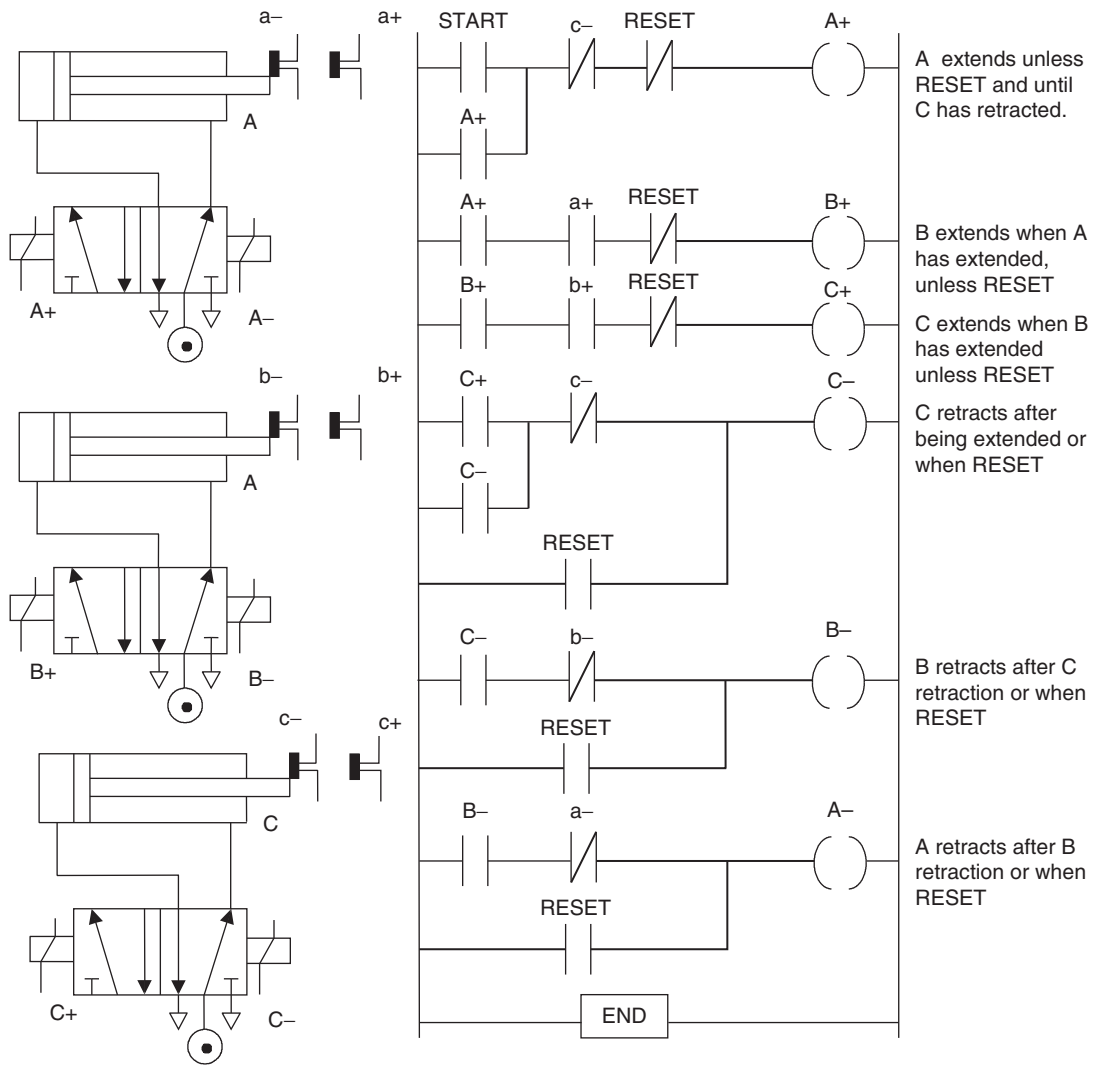 a–
a+
A
A+
A–
b–
b+
A
B+
B–
c–
c+
C
C+
C–
START
c–
RESET
A+
A+
A extends unless
RESET and until
C has retracted.
A+
a+
RESET
B+
B extends when A
has extended,
unless RESET
B+
b+
RESET
C+
C extends when B
has extended
unless RESET
C+
c–
C–
C–
RESET
C retracts after
being extended or
when RESET
C–
b–
B–
RESET
B retracts after C
retraction or when
RESET
B–
a–
A–
RESET
A retracts after B
retraction or when
RESET
END